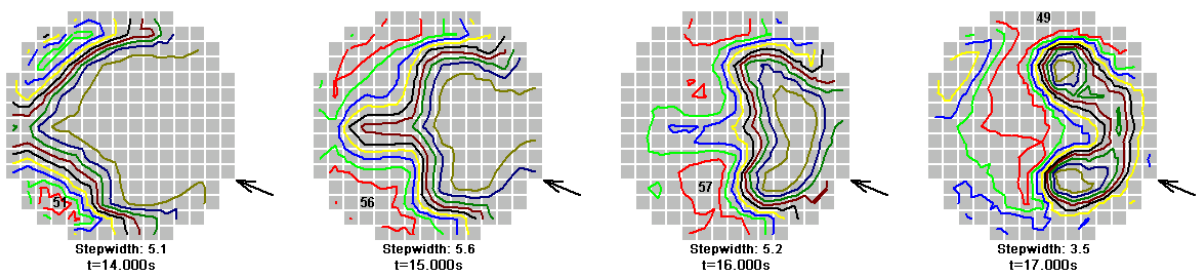 49
51
56
57
Stepwidth: 5.1
Stepwidth: 5.6
Stepwidth: 5.2
Stepwidth: 3.5
t=14.000s
t=15.000s
t=16.000s
t=17.000s